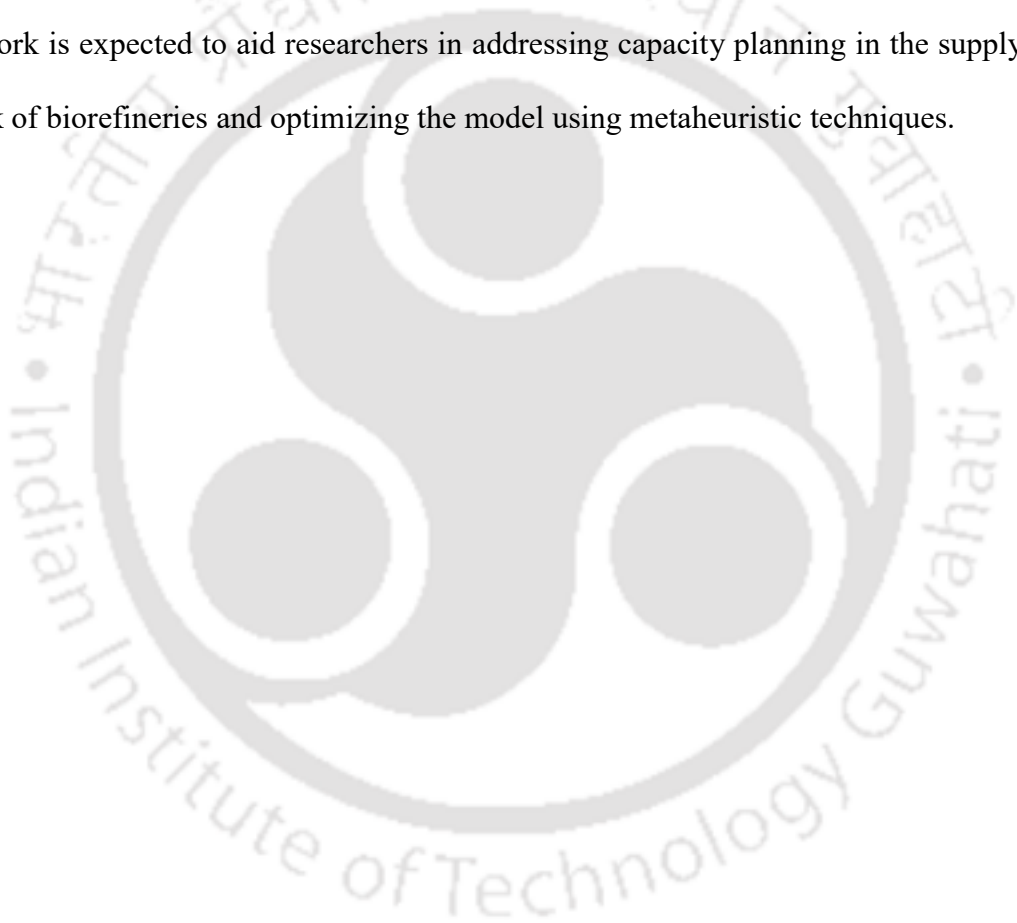 ork is expected to aid researchers in addressing capacity planning in the supply
of biorefineries and optimizing the model using metaheuristic techniques.
भारतीय
गुवाहाटी
• Indian Institute of Technology Guwahati •